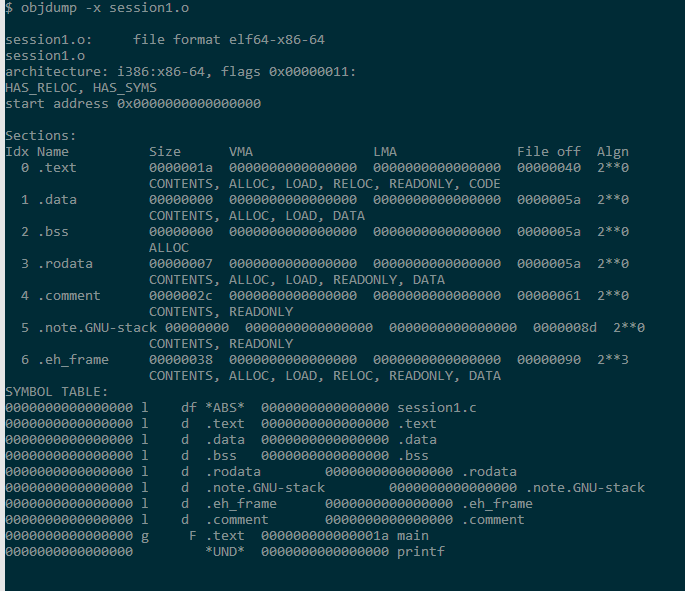 $ objdump -x session1.o

session1.o:     file format elf64-x86-64
session1.o
architecture: i386:x86-64, flags 0x00000011:
HAS_RELOC, HAS_SYMS
start address 0x0000000000000000

Sections:
Idx Name          Size      VMA               LMA               File off  Algn
  0 .text         0000001a  0000000000000000  0000000000000000  00000040  2**0
                  CONTENTS, ALLOC, LOAD, RELOC, READONLY, CODE
  1 .data         00000000  0000000000000000  0000000000000000  0000005a  2**0
                  CONTENTS, ALLOC, LOAD, DATA
  2 .bss          00000000  0000000000000000  0000000000000000  0000005a  2**0
                  ALLOC
  3 .rodata       00000007  0000000000000000  0000000000000000  0000005a  2**0
                  CONTENTS, ALLOC, LOAD, READONLY, DATA
  4 .comment      0000002c  0000000000000000  0000000000000000  00000061  2**0
                  CONTENTS, READONLY
  5 .note.GNU-stack 00000000  0000000000000000  0000000000000000  0000008d  2**0
                  CONTENTS, READONLY
  6 .eh_frame     00000038  0000000000000000  0000000000000000  00000090  2**3
                  CONTENTS, ALLOC, LOAD, RELOC, READONLY, DATA
SYMBOL TABLE:
0000000000000000 l    df *ABS*  0000000000000000 session1.c
0000000000000000 l    d  .text  0000000000000000 .text
0000000000000000 l    d  .data  0000000000000000 .data
0000000000000000 l    d  .bss   0000000000000000 .bss
0000000000000000 l    d  .rodata        0000000000000000 .rodata
0000000000000000 l    d  .note.GNU-stack        0000000000000000 .note.GNU-stack
0000000000000000 l    d  .eh_frame      0000000000000000 .eh_frame
0000000000000000 l    d  .comment       0000000000000000 .comment
0000000000000000 g     F .text  000000000000001a main
0000000000000000         *UND*  0000000000000000 printf